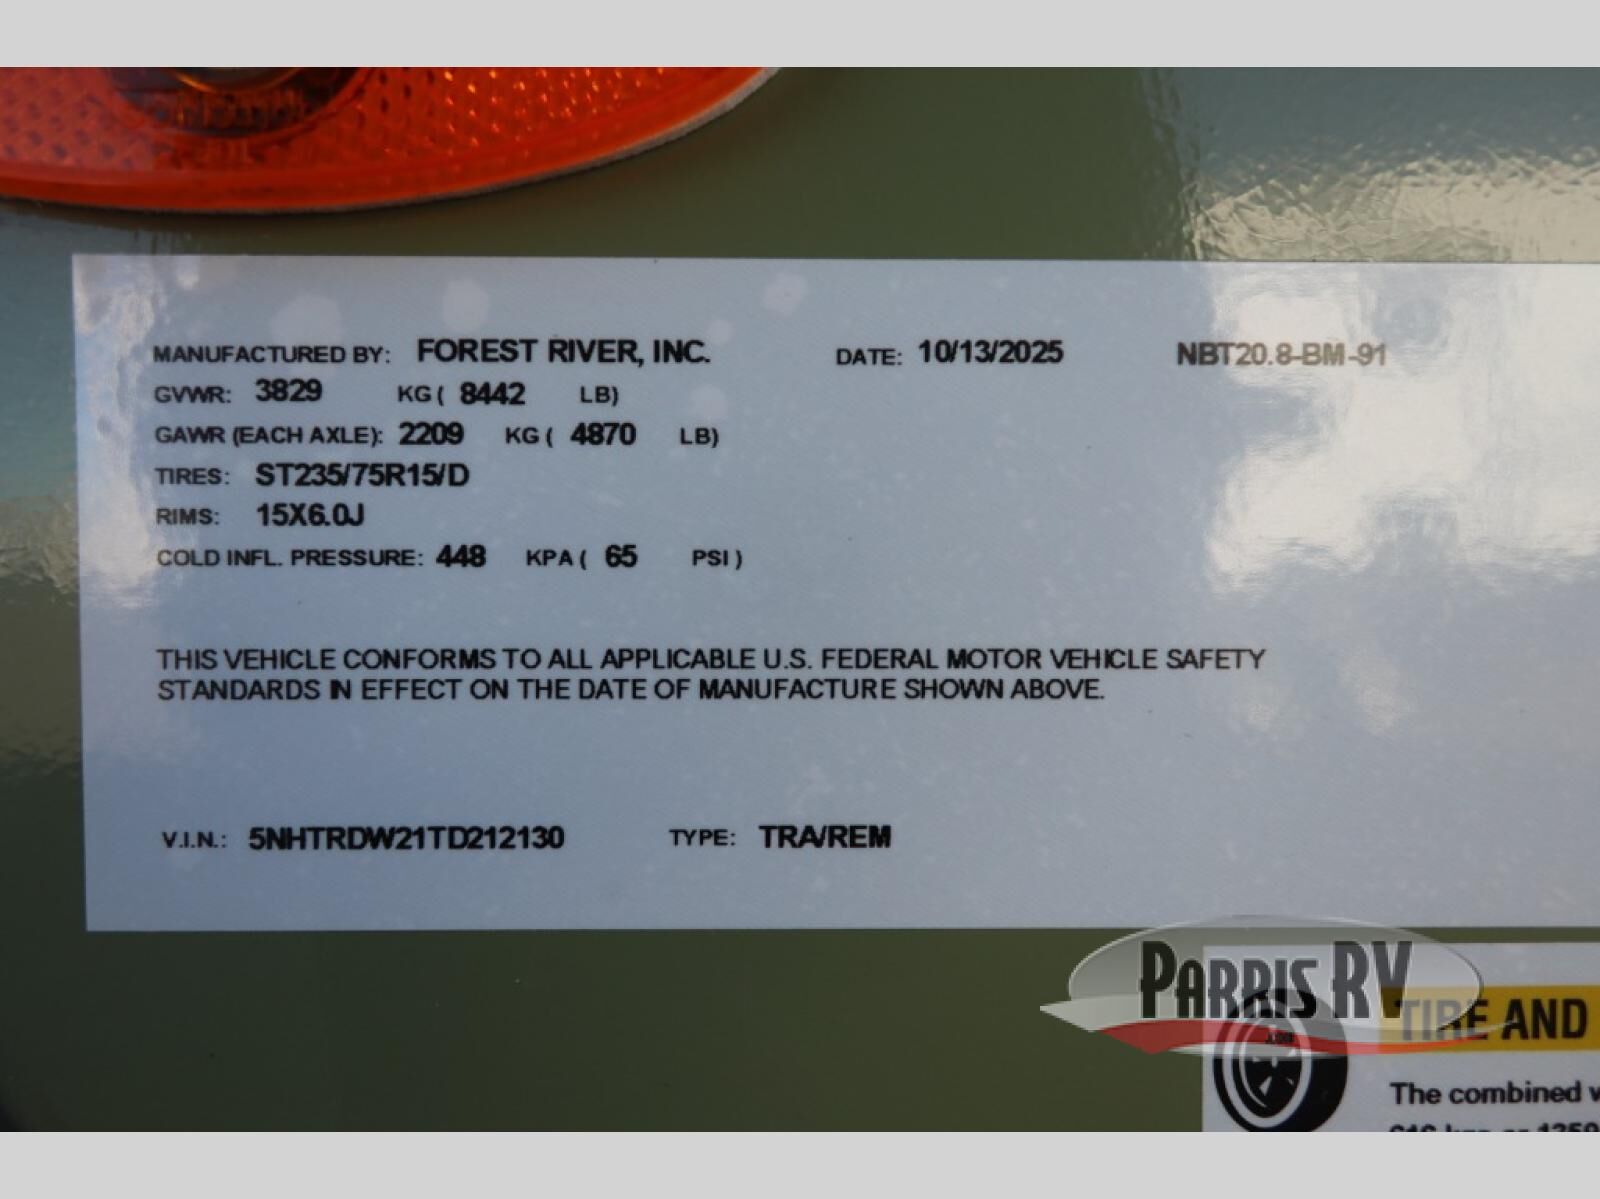 MANUFACTURED BY: FOREST RIVER, INC. DATE: 10/13/2025 NBT20.8-BM-91
GVWR: 3829 KG ( 8442 LB)
GAWR (EACH AXLE): 2209 KG ( 4870 LB)
TIRES: ST235/75R15/D
RIMS: 15X6.0J
COLD INFL. PRESSURE: 448 KPA ( 65 PSI )
THIS VEHICLE CONFORMS TO ALL APPLICABLE U.S. FEDERAL MOTOR VEHICLE SAFETY
STANDARDS IN EFFECT ON THE DATE OF MANUFACTURE SHOWN ABOVE.
V.I.N.: 5NHTRDW21TD212130 TYPE: TRA/REM
PARRIS RV
TIRE AND
The combined